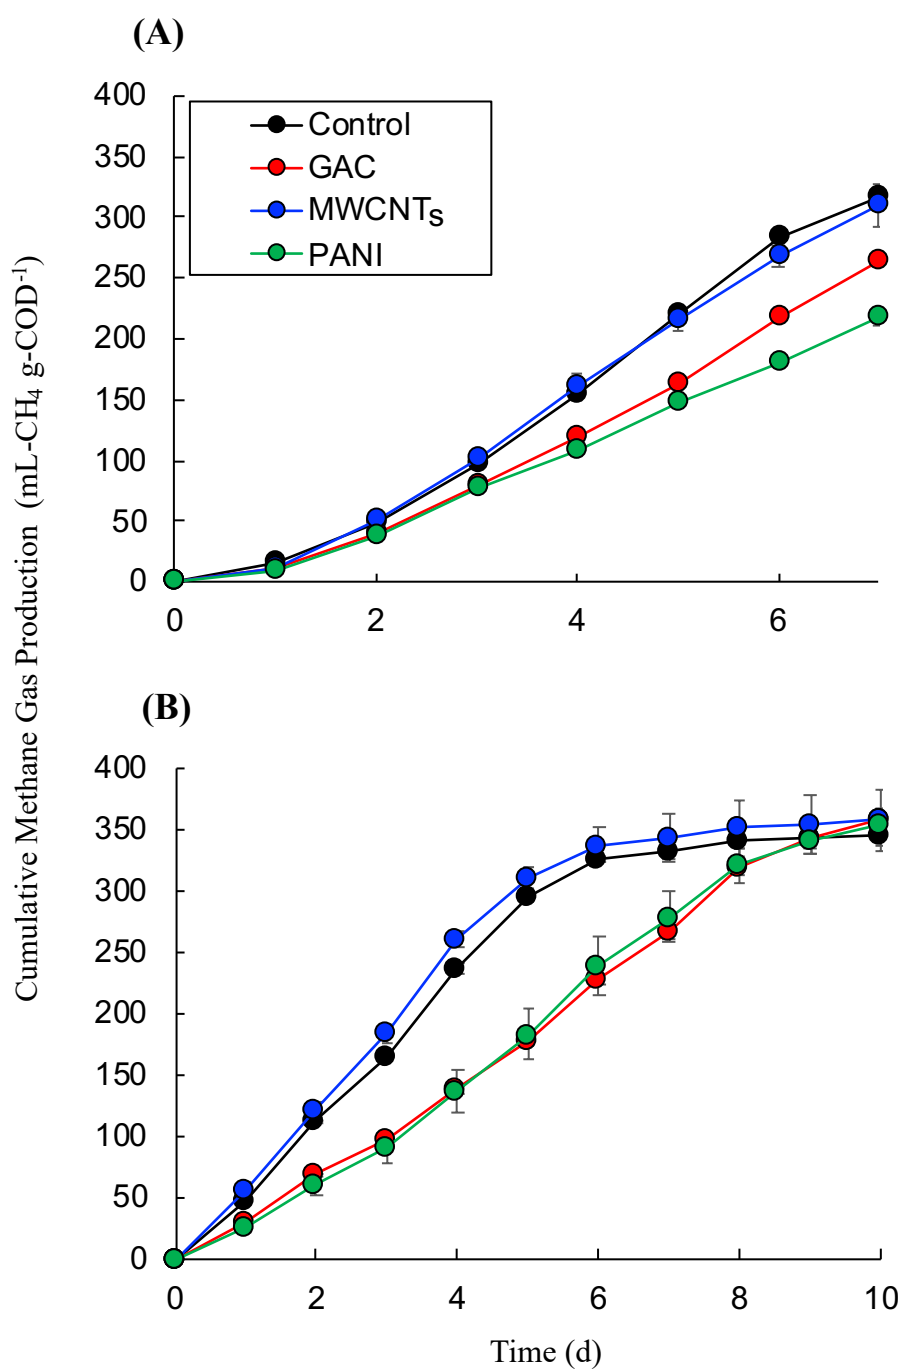 (A)
400
350
300
250
200
150
100
50
0
Control
GAC
MWCNTs
PANI
0 2 4 6
Cumulative Methane Gas Production (mL-CH4 g-COD-1)
(B)
400
350
300
250
200
150
100
50
0
0 2 4 6 8 10
Time (d)